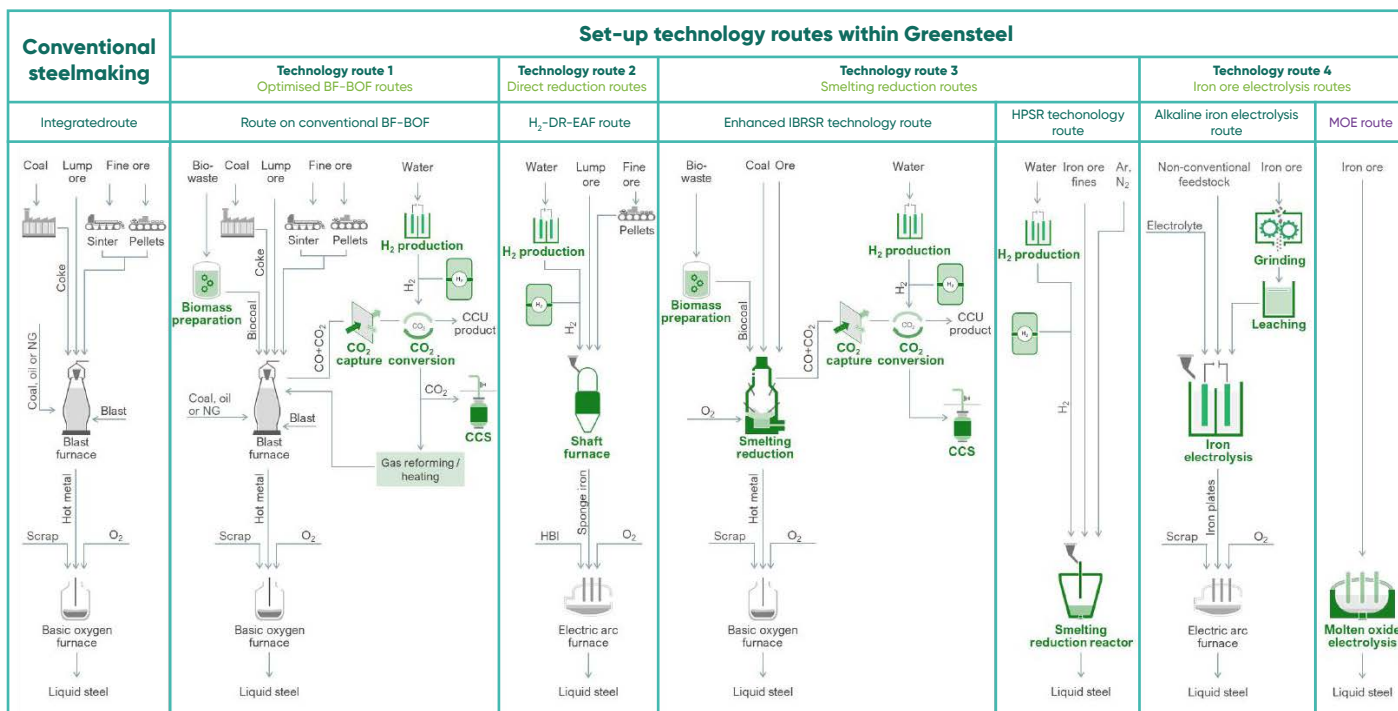 Conventional
steelmaking
Set-up technology routes within Greensteel
Technology route 1
Optimised BF-BOF routes
Technology route 2
Direct reduction routes
Technology route 3
Smelting reduction routes
Technology route 4
Iron ore electrolysis routes
Integratedroute
Route on conventional BF-BOF
H₂-DR-EAF route
Enhanced IBRSR technology route
HPSR techonology
route
Alkaline iron electrolysis
route
MOE route
Coal
Lump
ore
Fine ore
Sinter
Pellets
Coke
Coal, oil or NG
Blast
Blast
furnace
Hot metal
Scrap
O₂
Basic oxygen
furnace
Liquid steel
Bio-
waste
Coal
Lump
ore
Fine ore
Water
Sinter
Pellets
H₂ production
H₂
H₂
Coke
Biomass
preparation
Biocoal
CO+CO₂
CO₂
capture
CO₂
CO₂
conversion
CCU
product
CO₂
CCS
Coal, oil
or NG
Blast
Blast
furnace
Gas reforming /
heating
Hot metal
Scrap
O₂
Basic oxygen
furnace
Liquid steel
Water
Lump
ore
Fine
ore
Pellets
H₂ production
H₂
H₂
Shaft
furnace
Sponge iron
HBI
O₂
Electric arc
furnace
Liquid steel
Bio-
waste
Coal
Ore
Water
H₂ production
H₂
H₂
Biomass
preparation
Biocoal
CO+CO₂
CO₂
capture
CO₂
CO₂
conversion
CCU
product
CCS
O₂
Smelting
reduction
Hot metal
Scrap
O₂
Basic oxygen
furnace
Liquid steel
Water
Iron ore
fines
Ar,
N₂
H₂ production
H₂
H₂
Smelting
reduction reactor
Liquid steel
Non-conventional
feedstock
Iron ore
Electrolyte
Grinding
Leaching
Iron
electrolysis
Iron plates
Scrap
O₂
Electric arc
furnace
Liquid steel
Iron ore
Molten oxide
electrolysis
Liquid steel